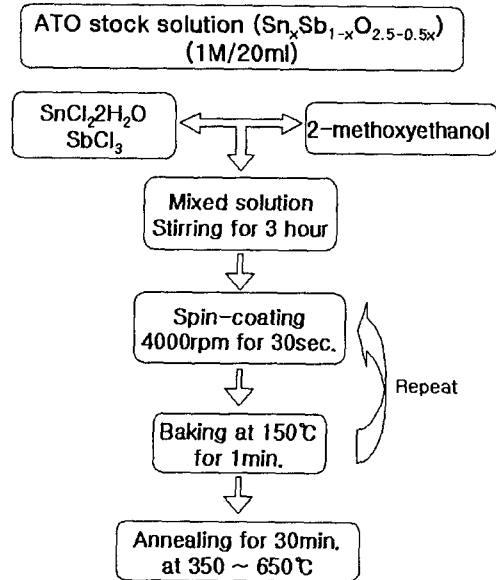 ATO stock solution (SnₓSb₁₋ₓO₂.₅₋₀.₅ₓ)
(1M/20ml)
SnCl₂2H₂O
SbCl₃
2-methoxyethanol
Mixed solution
Stirring for 3 hour
Spin-coating
4000rpm for 30sec.
Repeat
Baking at 150℃
for 1min.
Annealing for 30min.
at 350 ~ 650℃